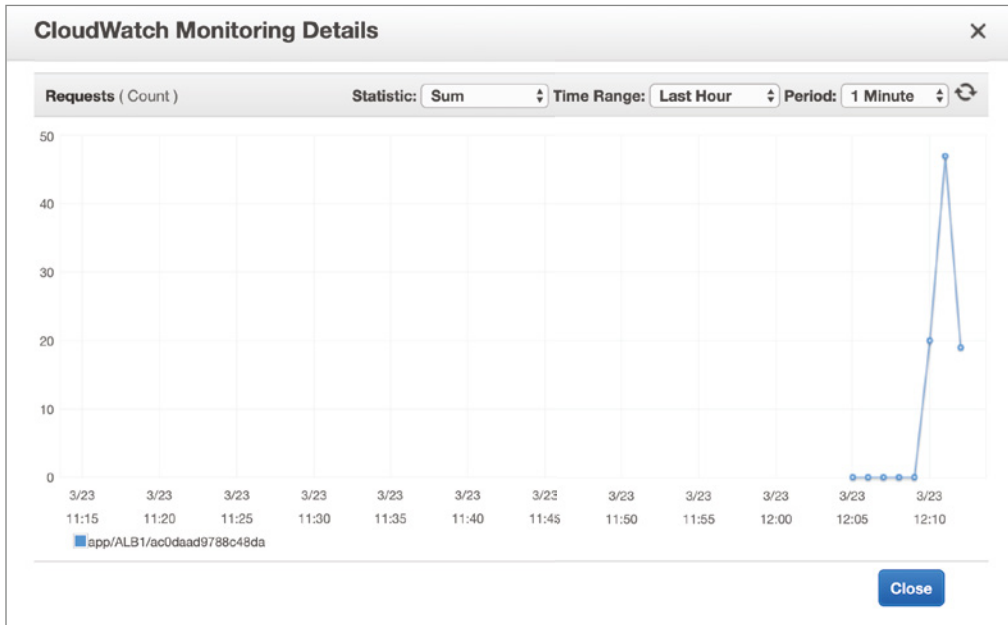 CloudWatch Monitoring Details
Requests ( Count ) Statistic: Sum Time Range: Last Hour Period: 1 Minute
50
40
30
20
10
0
3/23 3/23 3/23 3/23 3/23 3/23 3/23 3/23 3/23 3/23 3/23 3/23
11:15 11:20 11:25 11:30 11:35 11:40 11:45 11:50 11:55 12:00 12:05 12:10
app/ALB1/ac0daad9788c48da
Close